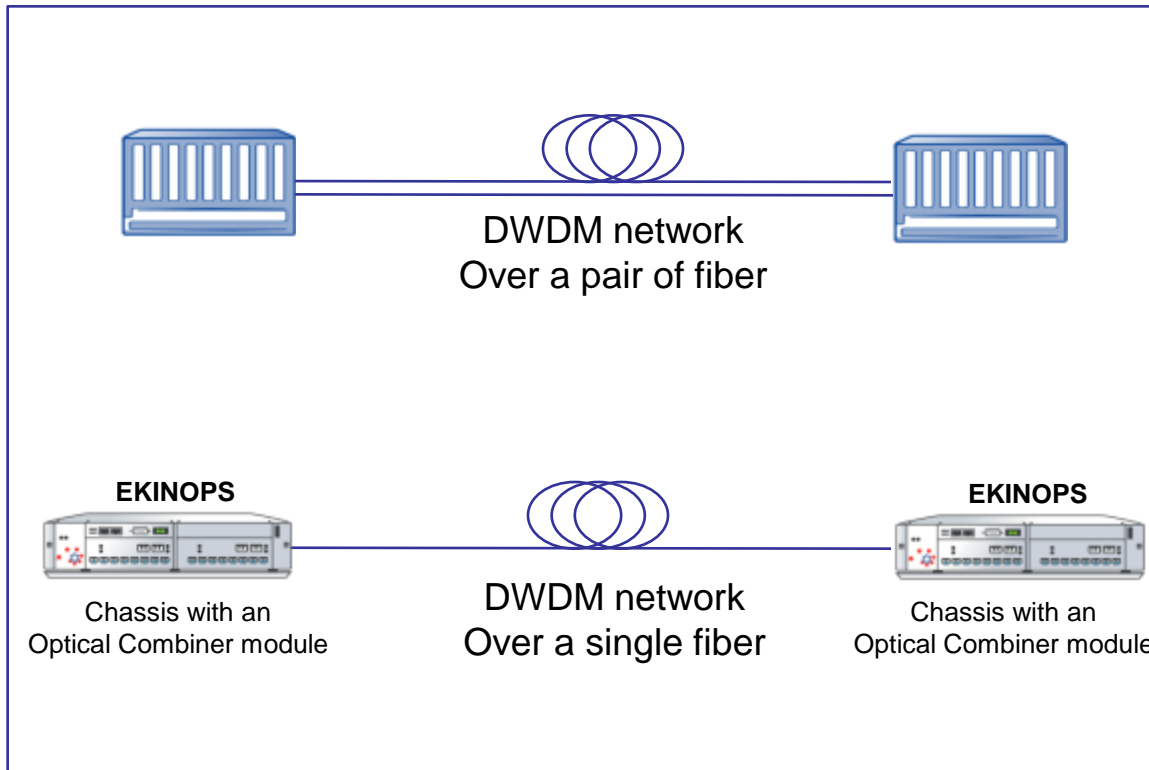 DWDM network
Over a pair of fiber
EKINOPS
EKINOPS
Chassis with an
Optical Combiner module
DWDM network
Over a single fiber
Chassis with an
Optical Combiner module